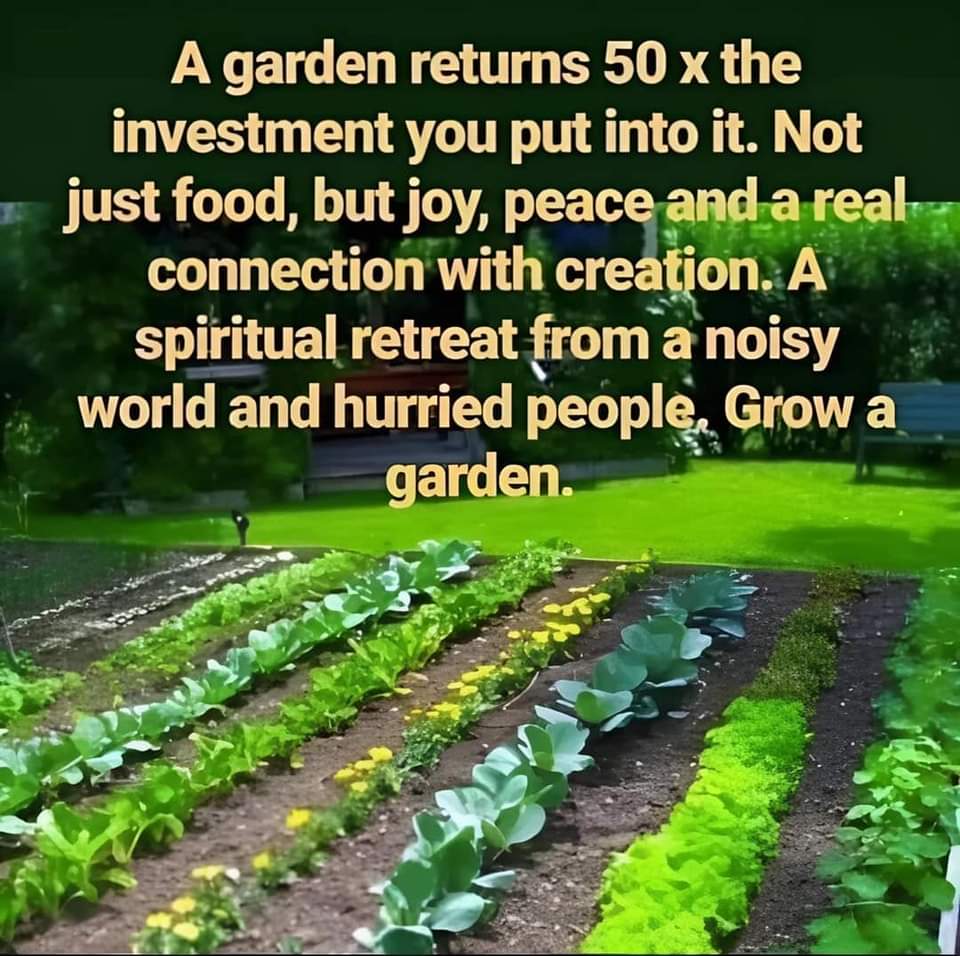 A garden returns 50 x the
investment you put into it. Not
just food, but joy, peace and a real
connection with creation. A
spiritual retreat from a noisy
world and hurried people. Grow a
garden.